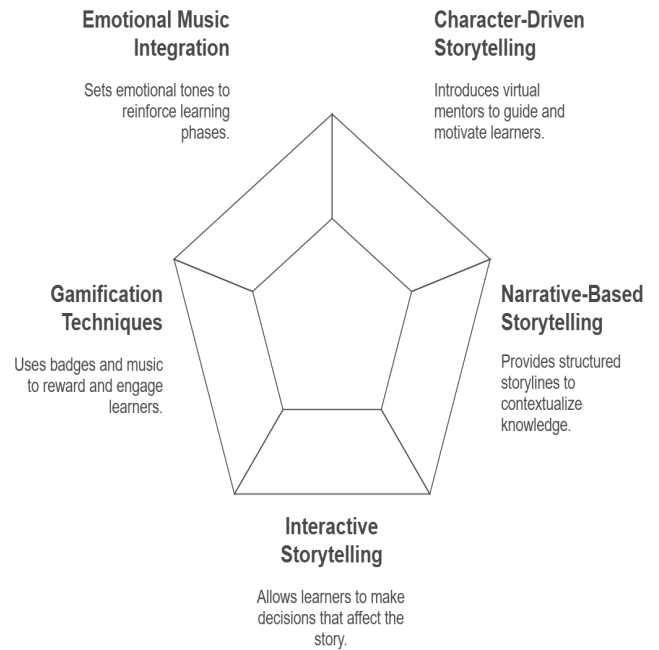 Emotional Music
Integration
Sets emotional tones to
reinforce learning
phases.
Character-Driven
Storytelling
Introduces virtual
mentors to guide and
motivate learners.
Gamification
Techniques
Uses badges and music
to reward and engage
learners.
Narrative-Based
Storytelling
Provides structured
storylines to
contextualize
knowledge.
Interactive
Storytelling
Allows learners to make
decisions that affect the
story.